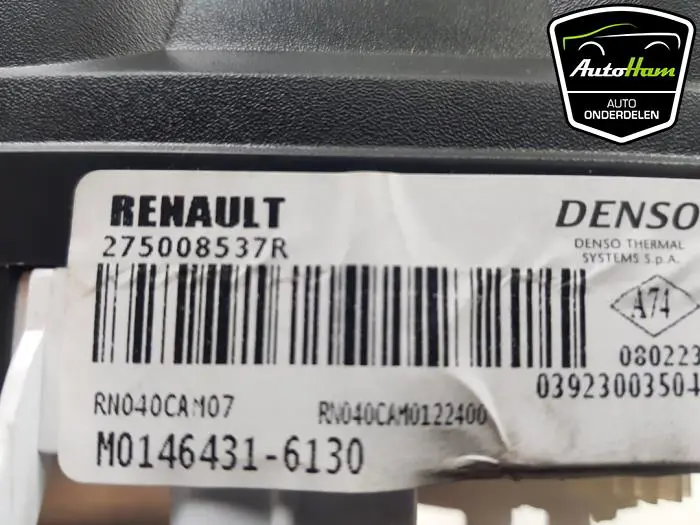 AutoHam
AUTO
ONDERDELEN
RENAULT
275008537R
DENSO
DENSO THERMAL
SYSTEMS S.p.A.
A74
080223
03923003504
RN040CAM07
RN040CAM0122400
M0146431-6130